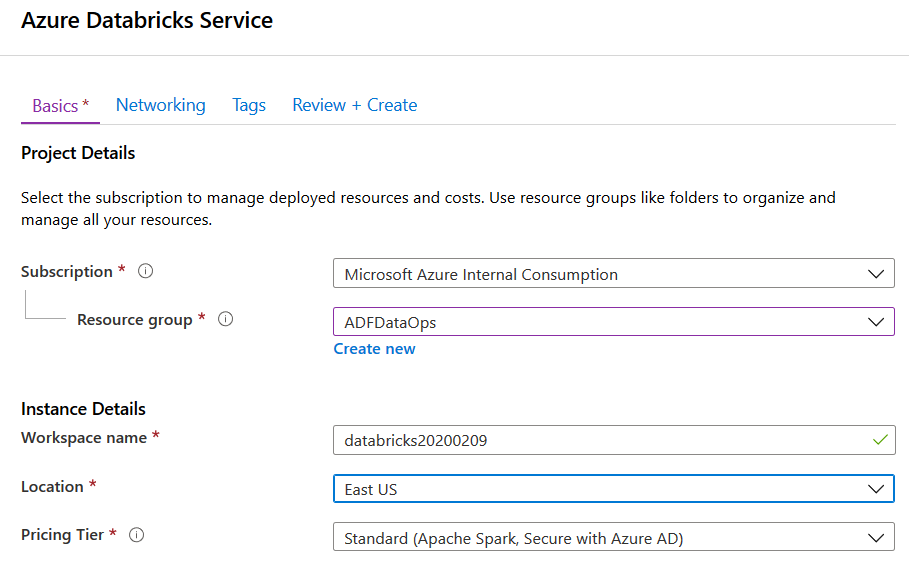 Azure Databricks Service
Basics * Networking Tags Review + Create
Project Details
Select the subscription to manage deployed resources and costs. Use resource groups like folders to organize and
manage all your resources.
Subscription * Microsoft Azure Internal Consumption
Resource group * ADFDataOps
Create new
Instance Details
Workspace name * databricks20200209
Location * East US
Pricing Tier * Standard (Apache Spark, Secure with Azure AD)